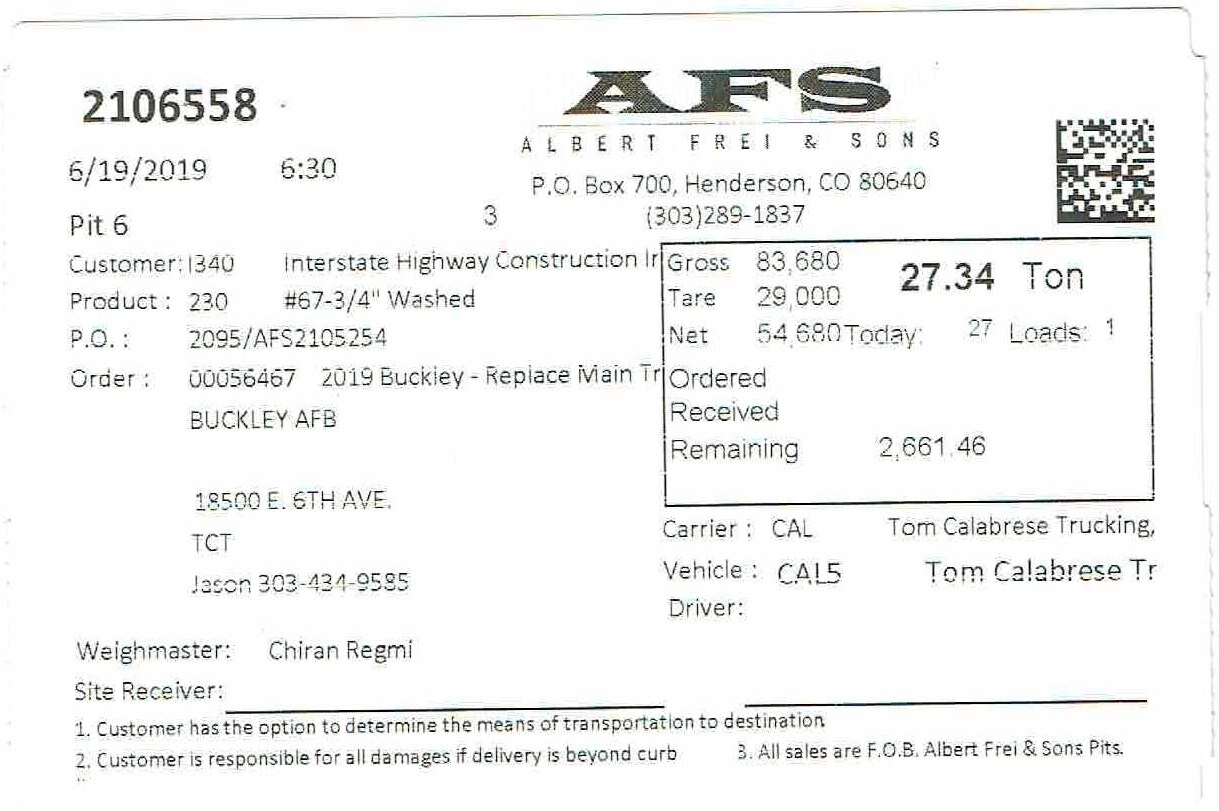 AFS
2106558
ALBERT FREI & SONS
6/19/2019 6:30
P.O. Box 700, Henderson, CO 80640
Pit 6 3 (303)289-1837
Customer: I340 Interstate Highway Construction Ir
Gross 83,680 27.34 Ton
Product : 230 #67-3/4" Washed
Tare 29,000
P.O. : 2095/AFS2105254
Net 54,680 Today: 27 Loads: 1
Order : 00056467 2019 Buckley - Replace Main Tr
Ordered
BUCKLEY AFB
Received
Remaining 2,661.46
18500 E. 6TH AVE.
TCT
Jason 303-434-9585
Carrier : CAL Tom Calabrese Trucking,
Vehicle : CAL5 Tom Calabrese Tr
Driver:
Weighmaster: Chiran Regmi
Site Receiver:
1. Customer has the option to determine the means of transportation to destination
2. Customer is responsible for all damages if delivery is beyond curb 3. All sales are F.O.B. Albert Frei & Sons Pits.